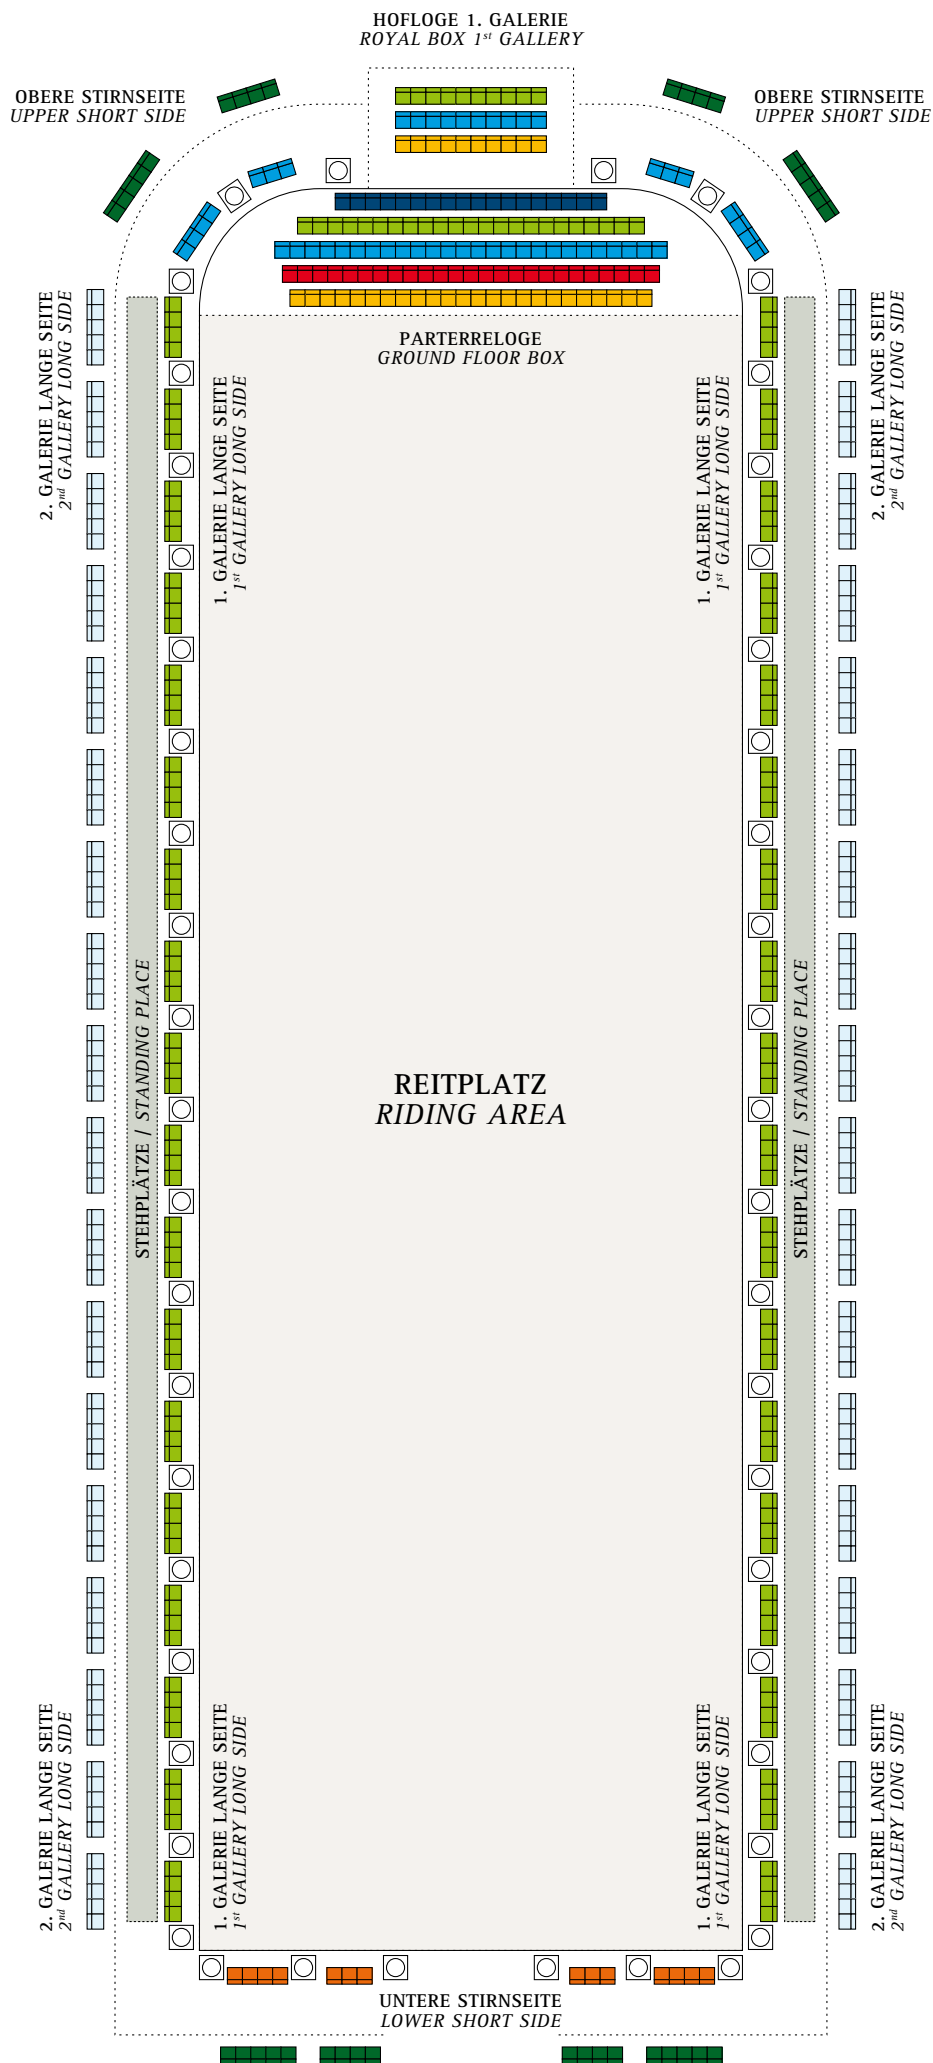 HOFLOGE 1. GALERIE
ROYAL BOX 1st GALLERY
OBERE STIRNSEITE
UPPER SHORT SIDE
OBERE STIRNSEITE
UPPER SHORT SIDE
PARTERRELOGE
GROUND FLOOR BOX
2. GALERIE LANGE SEITE
2nd GALLERY LONG SIDE
1. GALERIE LANGE SEITE
1st GALLERY LONG SIDE
1. GALERIE LANGE SEITE
1st GALLERY LONG SIDE
2. GALERIE LANGE SEITE
2nd GALLERY LONG SIDE
STEHPLÄTZE / STANDING PLACE
REITPLATZ
RIDING AREA
STEHPLÄTZE / STANDING PLACE
2. GALERIE LANGE SEITE
2nd GALLERY LONG SIDE
1. GALERIE LANGE SEITE
1st GALLERY LONG SIDE
1. GALERIE LANGE SEITE
1st GALLERY LONG SIDE
2. GALERIE LANGE SEITE
2nd GALLERY LONG SIDE
UNTERE STIRNSEITE
LOWER SHORT SIDE